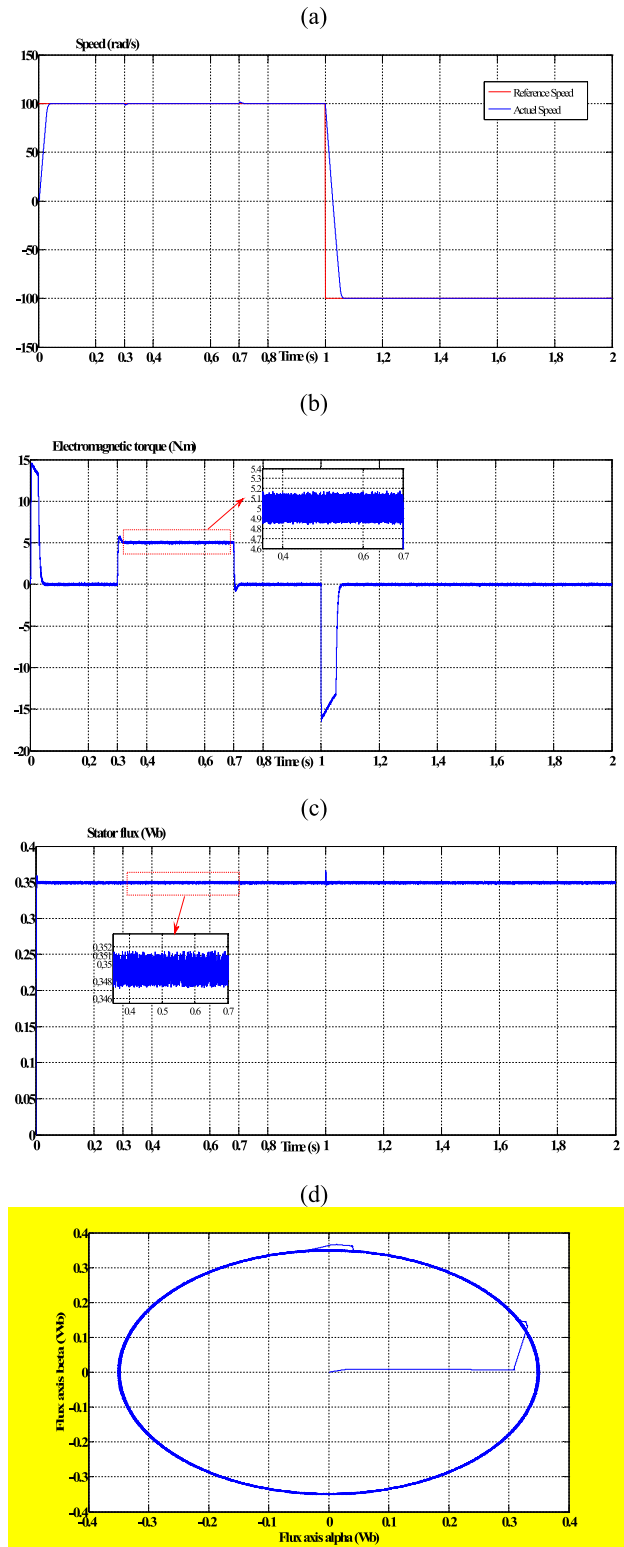 (a)
Speed (rad/s)
150
100
50
0
-50
-100
-150
Reference Speed
Actuel Speed
0 0,2 0.3 0,4 0,6 0.7 0,8 Time (s) 1 1,2 1,4 1,6 1,8 2
(b)
Electromagnetic torque (N.m)
15
10
5
0
-5
-10
-15
-20
5.4
5.3
5.2
5.1
5
4.9
4.8
4.7
4.6
0,4 0,6 0.7
0 0,2 0.3 0,4 0,6 0.7 0,8 Time (s) 1 1,2 1,4 1,6 1,8 2
(c)
Stator flux (Wb)
0.4
0.35
0.3
0.25
0.2
0.15
0.1
0.05
0
0,352
0,351
0,35
0,348
0,346
0.4 0.5 0.6 0.7
0 0,2 0.3 0,4 0,6 0.7 0,8 Time (s) 1 1,2 1,4 1,6 1,8 2
(d)
Flux axis beta (Wb)
0.4
0.3
0.2
0.1
0
-0.1
-0.2
-0.3
-0.4
-0.4 -0.3 -0.2 -0.1 0 0.1 0.2 0.3 0.4
Flux axis alpha (Wb)